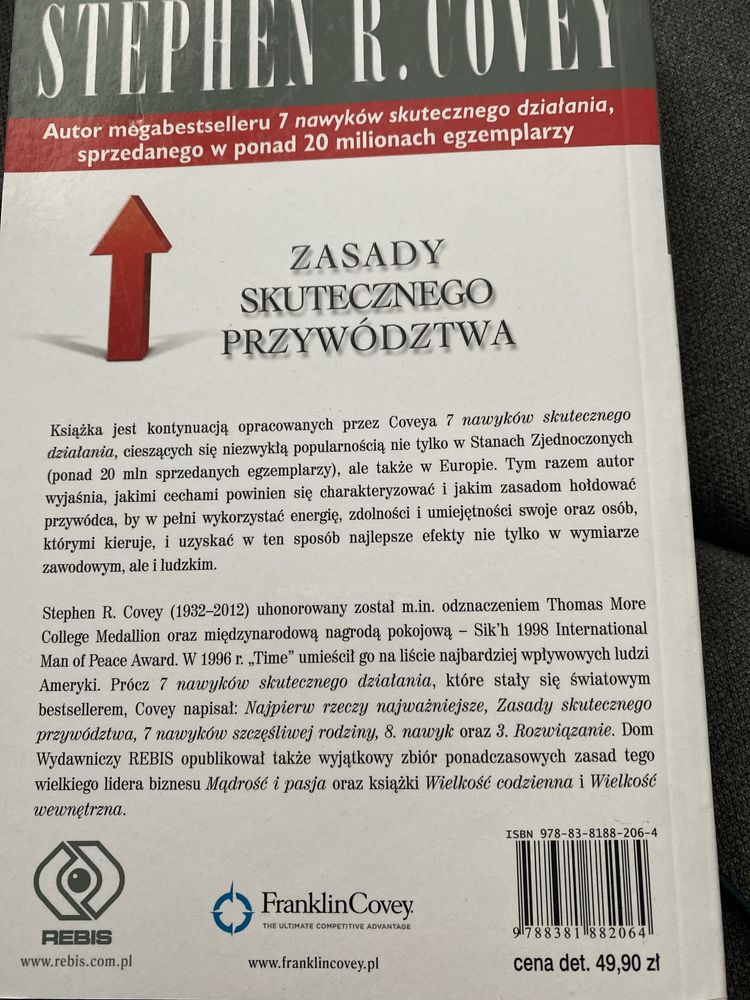 STEPHEN R. COVEY
Autor megabestselleru 7 nawyków skutecznego działania,
sprzedanego w ponad 20 milionach egzemplarzy
ZASADY
SKUTECZNEGO
PRZYWÓDZTWA
Książka jest kontynuacją opracowanych przez Coveya 7 nawyków skutecznego
działania, cieszących się niezwykłą popularnością nie tylko w Stanach Zjednoczonych
(ponad 20 mln sprzedanych egzemplarzy), ale także w Europie. Tym razem autor
wyjaśnia, jakimi cechami powinien się charakteryzować i jakim zasadom hołdować
przywódca, by w pełni wykorzystać energię, zdolności i umiejętności swoje oraz osób,
którymi kieruje, i uzyskać w ten sposób najlepsze efekty nie tylko w wymiarze
zawodowym, ale i ludzkim.
Stephen R. Covey (1932–2012) uhonorowany został m.in. odznaczeniem Thomas More
College Medallion oraz międzynarodową nagrodą pokojową – Sik'h 1998 International
Man of Peace Award. W 1996 r. „Time" umieścił go na liście najbardziej wpływowych ludzi
Ameryki. Prócz 7 nawyków skutecznego działania, które stały się światowym
bestsellerem, Covey napisał: Najpierw rzeczy najważniejsze, Zasady skutecznego
przywództwa, 7 nawyków szczęśliwej rodziny, 8. nawyk oraz 3. Rozwiązanie. Dom
Wydawniczy REBIS opublikował także wyjątkowy zbiór ponadczasowych zasad tego
wielkiego lidera biznesu Mądrość i pasja oraz książki Wielkość codzienna i Wielkość
wewnętrzna.
ISBN 978-83-8188-206-4
9 788381 882064
REBIS
www.rebis.com.pl
FranklinCovey
THE ULTIMATE COMPETITIVE ADVANTAGE
www.franklincovey.pl
cena det. 49,90 zł